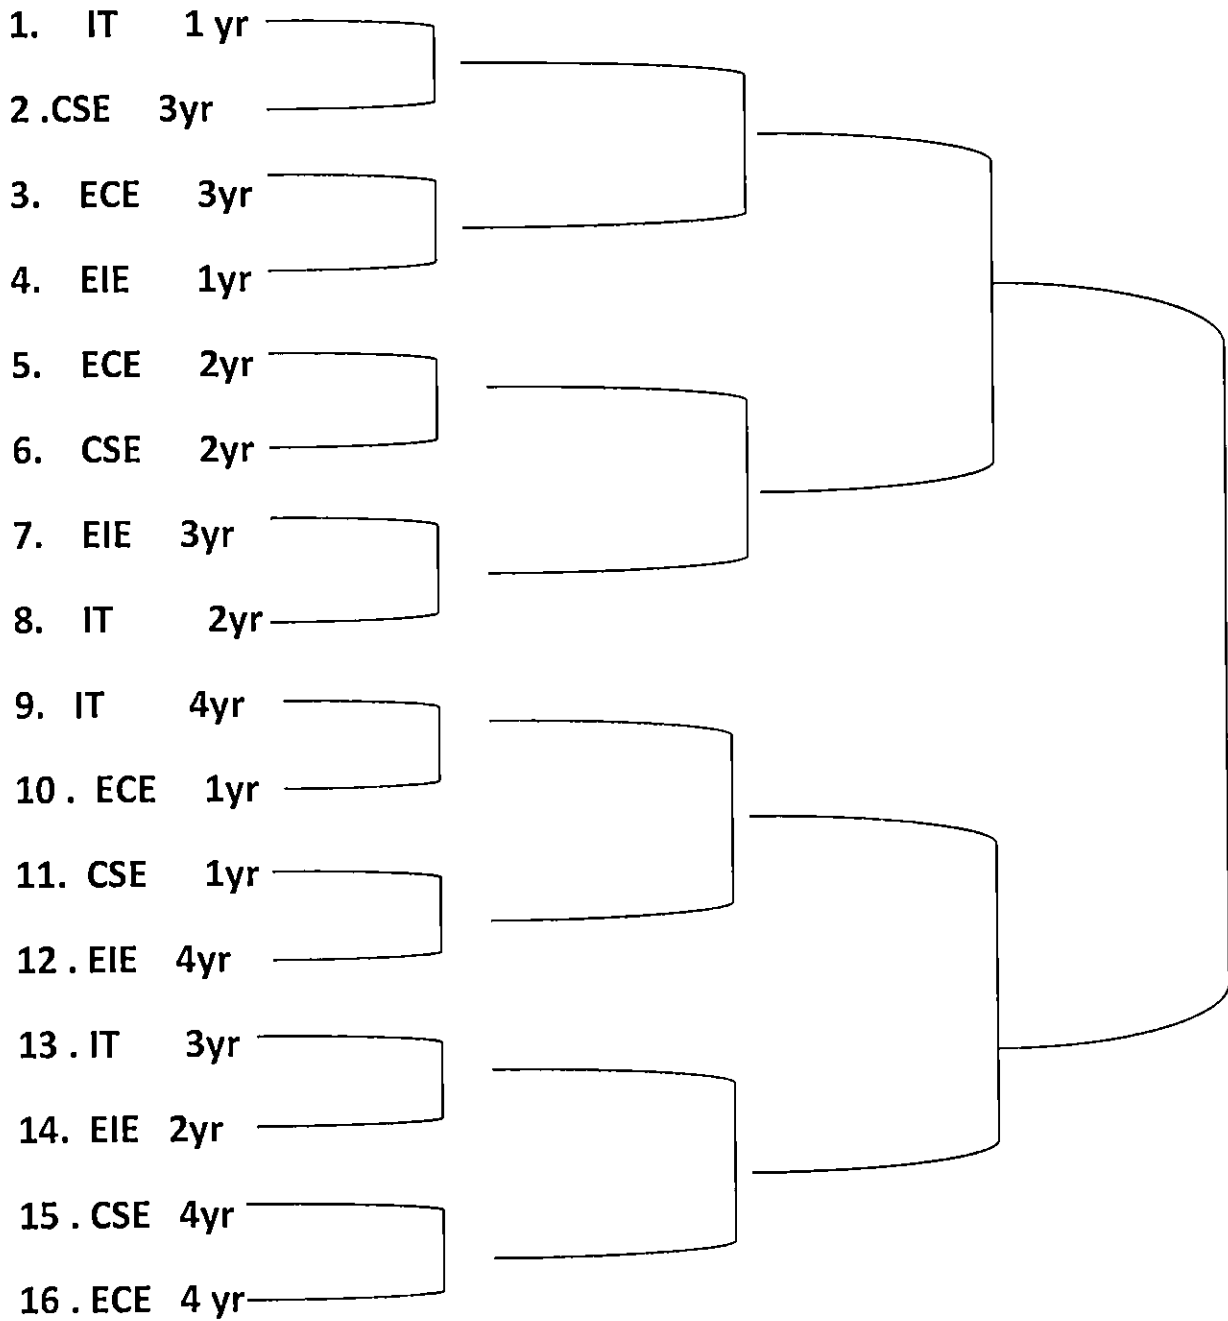 1. IT 1 yr
2 .CSE 3yr
3. ECE 3yr
4. EIE 1yr
5. ECE 2yr
6. CSE 2yr
7. EIE 3yr
8. IT 2yr
9. IT 4yr
10 . ECE 1yr
11. CSE 1yr
12 . EIE 4yr
13 . IT 3yr
14. EIE 2yr
15 . CSE 4yr
16 . ECE 4 yr